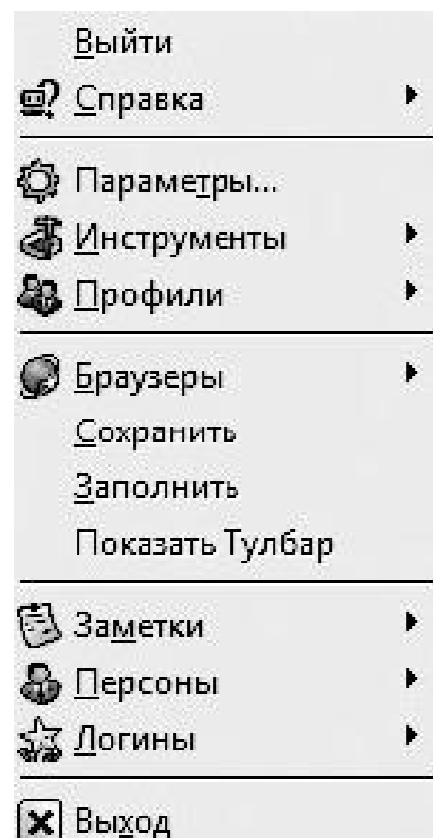 Выйти
Справка
Параметры...
Инструменты
Профили
Браузеры
Сохранить
Заполнить
Показать Тулбар
Заметки
Персоны
Логины
Выход